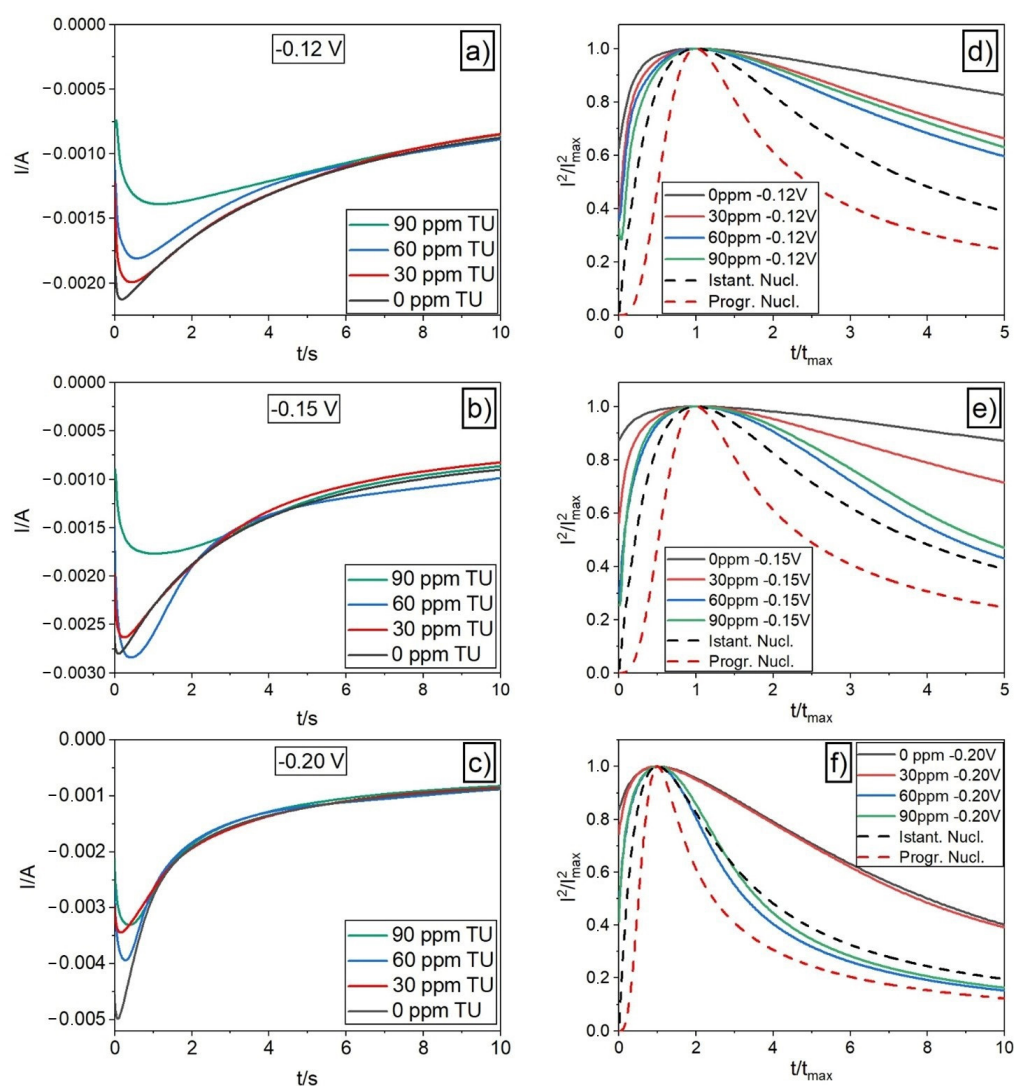 0.0000
−0.0005
−0.0010
−0.0015
−0.0020
I/A
-0.12 V
a)
90 ppm TU
60 ppm TU
30 ppm TU
0 ppm TU
0 2 4 6 8 10
t/s
1.0
0.8
0.6
0.4
0.2
0.0
I²/I²max
d)
0ppm -0.12V
30ppm -0.12V
60ppm -0.12V
90ppm -0.12V
Istant. Nucl.
Progr. Nucl.
0 1 2 3 4 5
t/tmax
0.0000
−0.0005
−0.0010
−0.0015
−0.0020
−0.0025
−0.0030
I/A
-0.15 V
b)
90 ppm TU
60 ppm TU
30 ppm TU
0 ppm TU
0 2 4 6 8 10
t/s
1.0
0.8
0.6
0.4
0.2
0.0
I²/I²max
e)
0ppm -0.15V
30ppm -0.15V
60ppm -0.15V
90ppm -0.15V
Istant. Nucl.
Progr. Nucl.
0 1 2 3 4 5
t/tmax
0.000
−0.001
−0.002
−0.003
−0.004
−0.005
I/A
-0.20 V
c)
90 ppm TU
60 ppm TU
30 ppm TU
0 ppm TU
0 2 4 6 8 10
t/s
1.0
0.8
0.6
0.4
0.2
0.0
I²/I²max
f)
0 ppm -0.20V
30ppm -0.20V
60ppm -0.20V
90ppm -0.20V
Istant. Nucl.
Progr. Nucl.
0 2 4 6 8 10
t/tmax